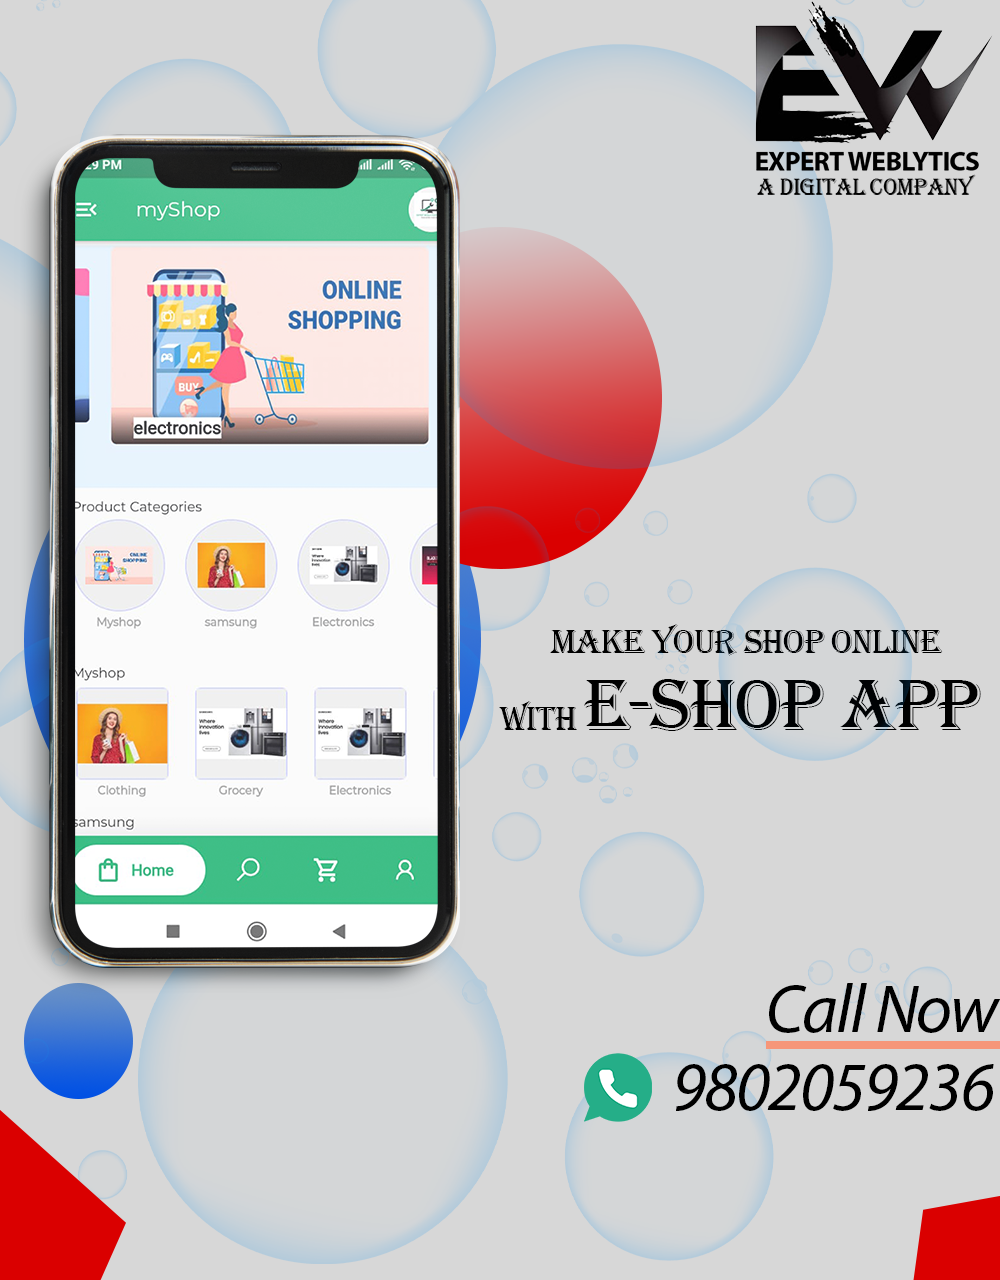 EW
EXPERT WEBLYTICS
A DIGITAL COMPANY
29 PM
myShop
ONLINE
SHOPPING
BUY
electronics
Product Categories
ONLINE
SHOPPING
Where
innovation
lives
Myshop
samsung
Electronics
Myshop
Where
innovation
lives
Where
innovation
lives
Clothing
Grocery
Electronics
samsung
Home
MAKE YOUR SHOP ONLINE
WITH E-SHOP APP
Call Now
9802059236